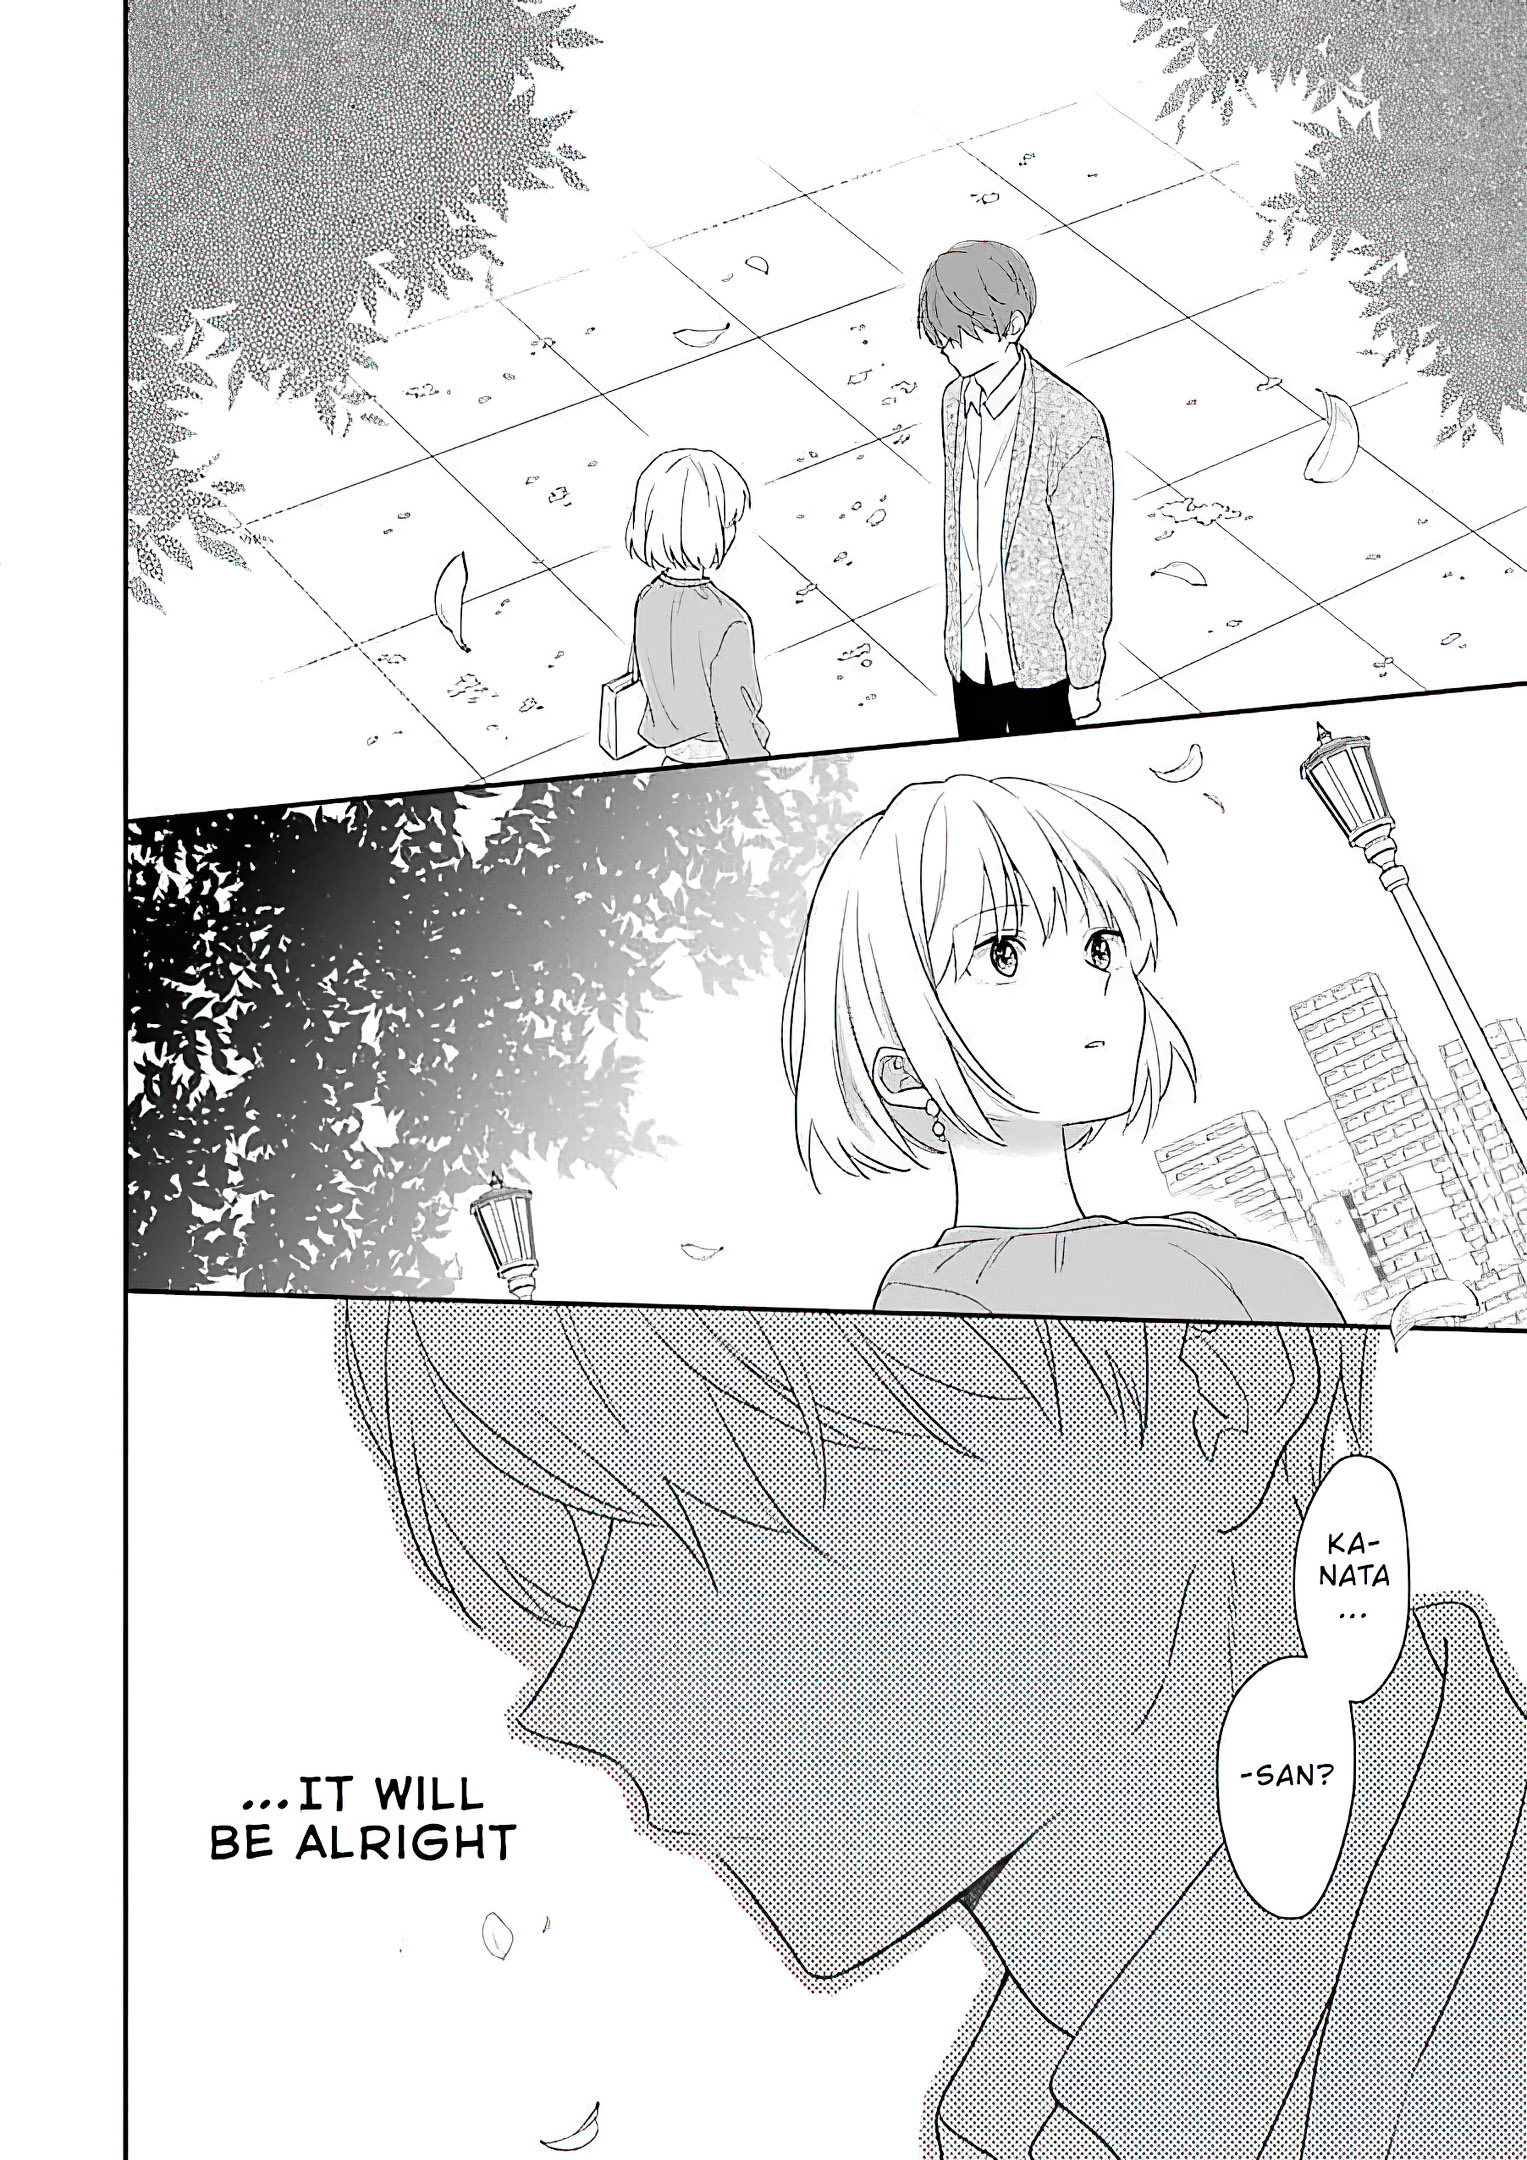 KA-
NATA
...
-SAN?
...IT WILL
BE ALRIGHT